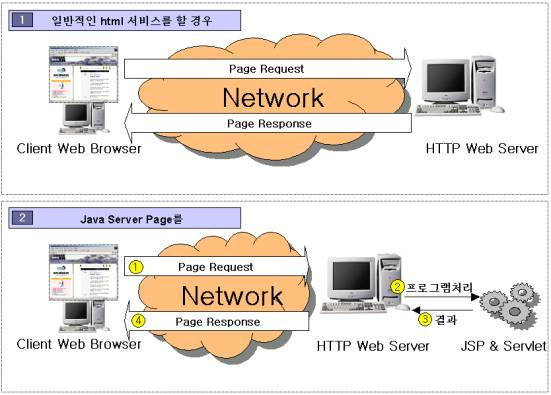 1 일반적인 html 서비스를 할 경우
Page Request
Network
Page Response
Client Web Browser
HTTP Web Server
2 Java Server Page를
① Page Request
Network
④ Page Response
② 프로그램처리
③ 결과
Client Web Browser
HTTP Web Server
JSP & Servlet